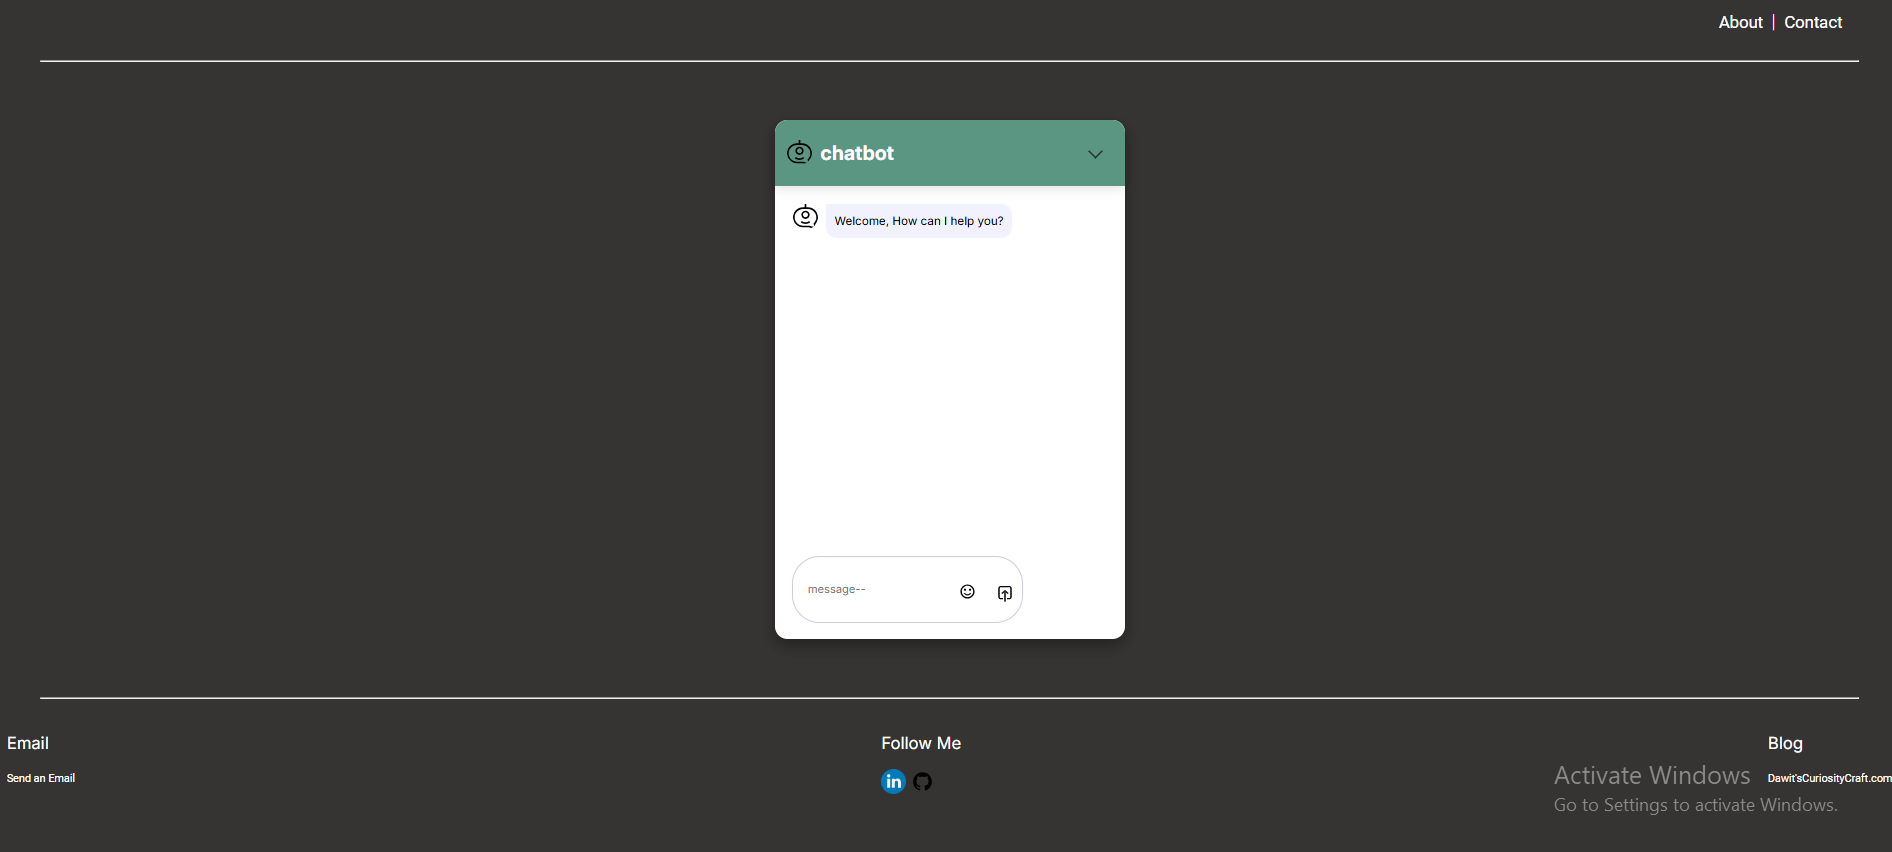 About | Contact
chatbot
Welcome, How can I help you?
message--
Email
Follow Me
Blog
Send an Email
in
Dawit'sCuriosityCraft.com
Activate Windows
Go to Settings to activate Windows.